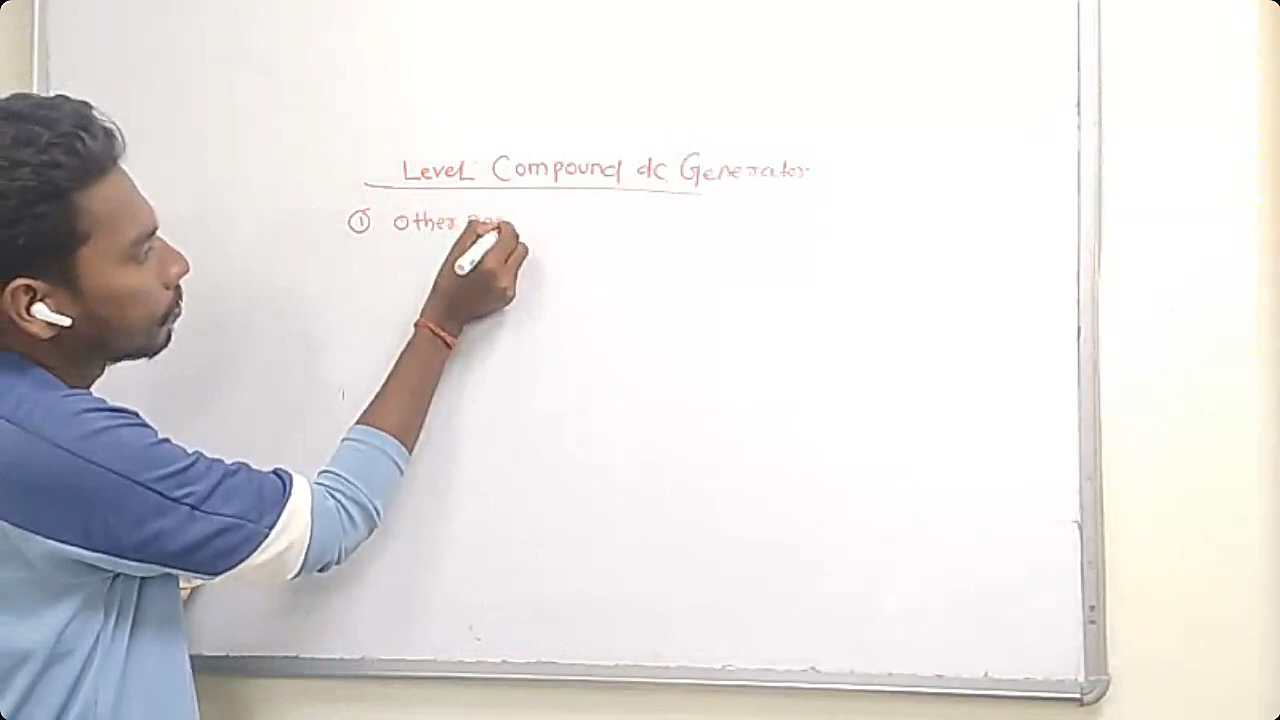 Level Compound dc Generator
① Other